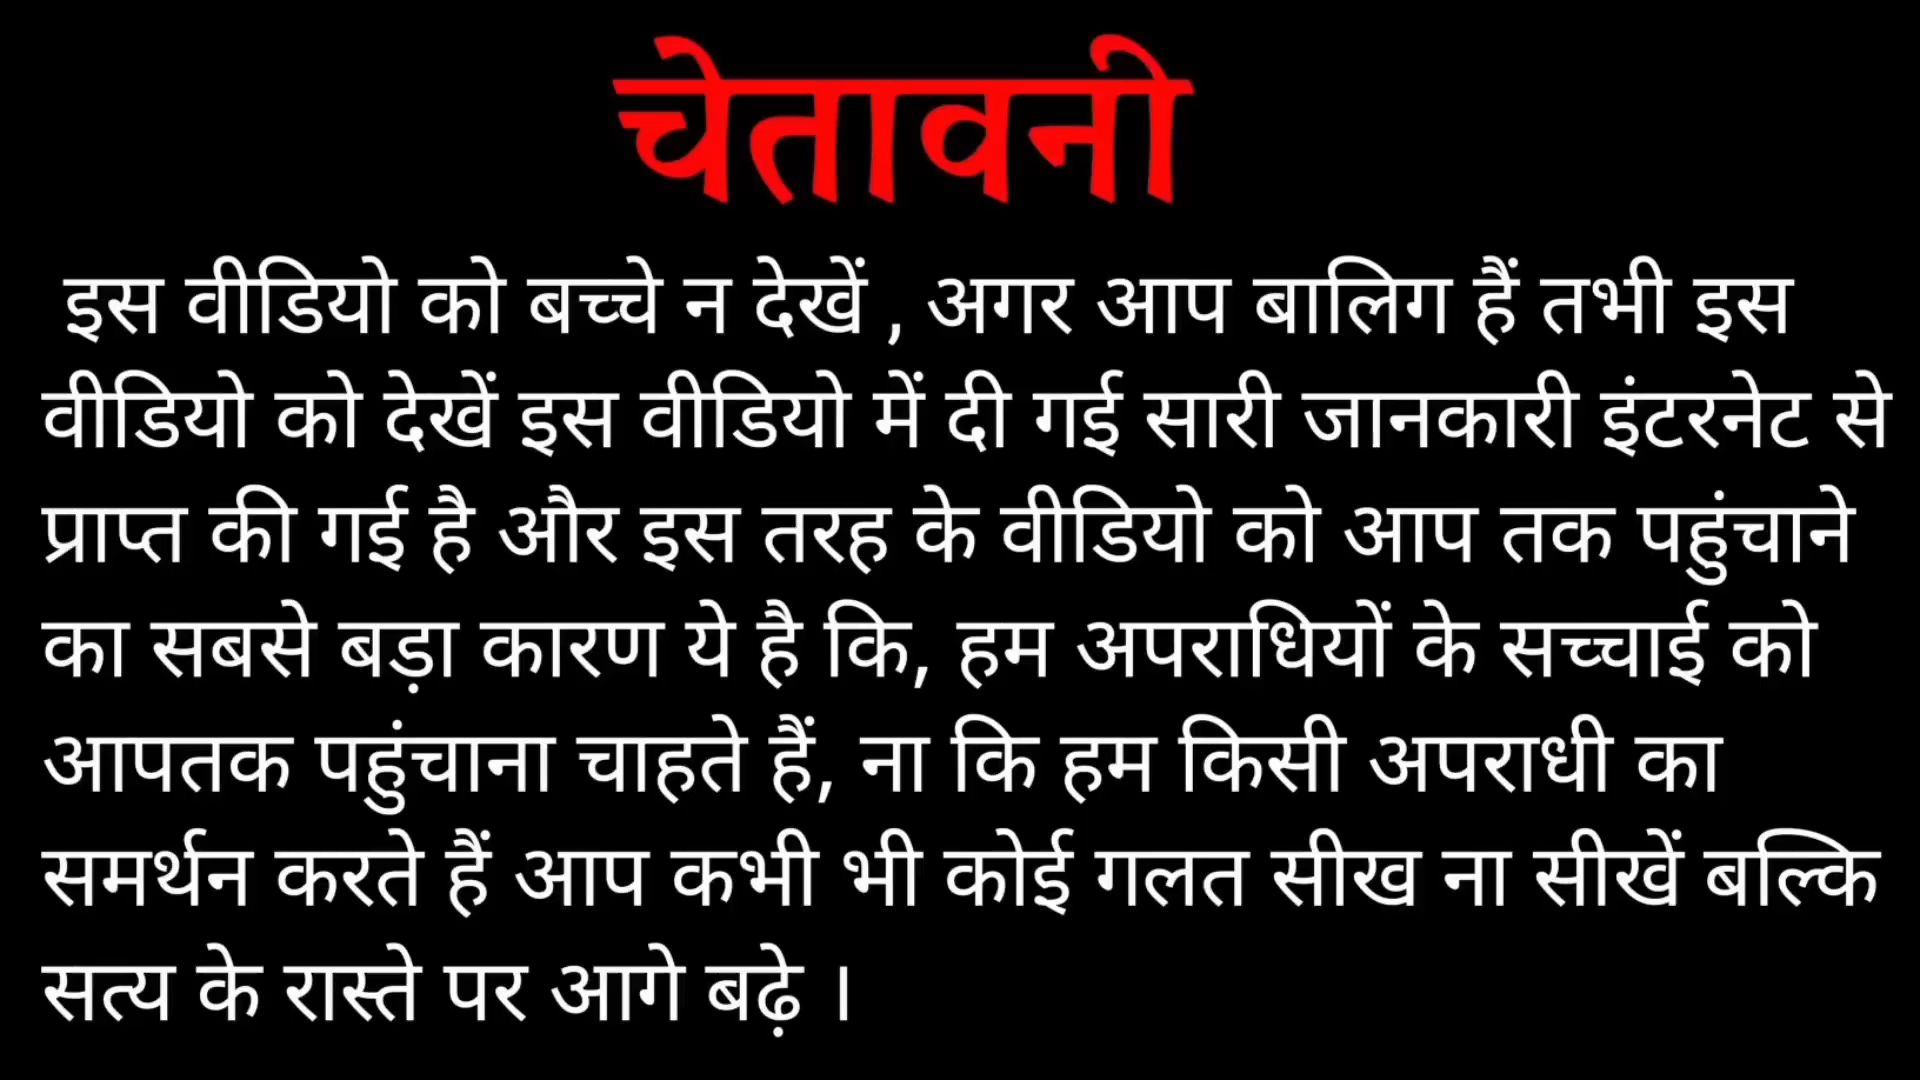 चेतावनी
इस वीडियो को बच्चे न देखें , अगर आप बालिग हैं तभी इस
वीडियो को देखें इस वीडियो में दी गई सारी जानकारी इंटरनेट से
प्राप्त की गई है और इस तरह के वीडियो को आप तक पहुंचाने
का सबसे बड़ा कारण ये है कि, हम अपराधियों के सच्चाई को
आपतक पहुंचाना चाहते हैं, ना कि हम किसी अपराधी का
समर्थन करते हैं आप कभी भी कोई गलत सीख ना सीखें बल्कि
सत्य के रास्ते पर आगे बढ़े ।